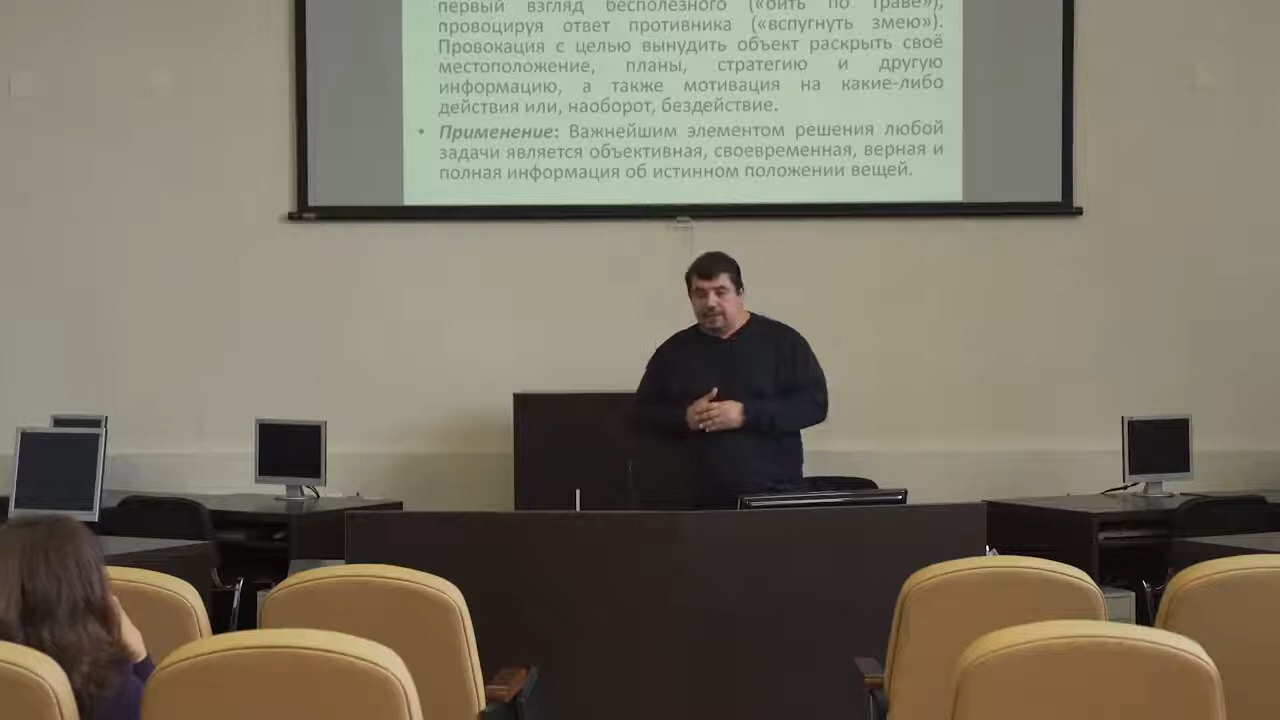 первый взгляд бесполезного («бить по траве»),
провоцируя ответ противника («вспугнуть змею»).
Провокация с целью вынудить объект раскрыть своё
местоположение, планы, стратегию и другую
информацию, а также мотивация на какие-либо
действия или, наоборот, бездействие.
• Применение: Важнейшим элементом решения любой
задачи является объективная, своевременная, верная и
полная информация об истинном положении вещей.